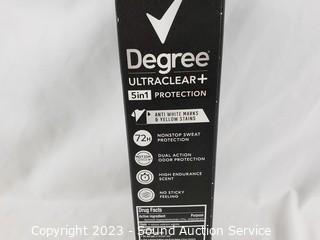 Degree®
ULTRACLEAR+
5in1 PROTECTION
ANTI WHITE MARKS
& YELLOW STAINS
72H
NONSTOP SWEAT
PROTECTION
DUAL ACTION
ODOR PROTECTION
HIGH ENDURANCE
SCENT
NO STICKY
FEELING
Drug Facts
Active ingredient Purpose
Copyright 2023 - Sound Auction Service